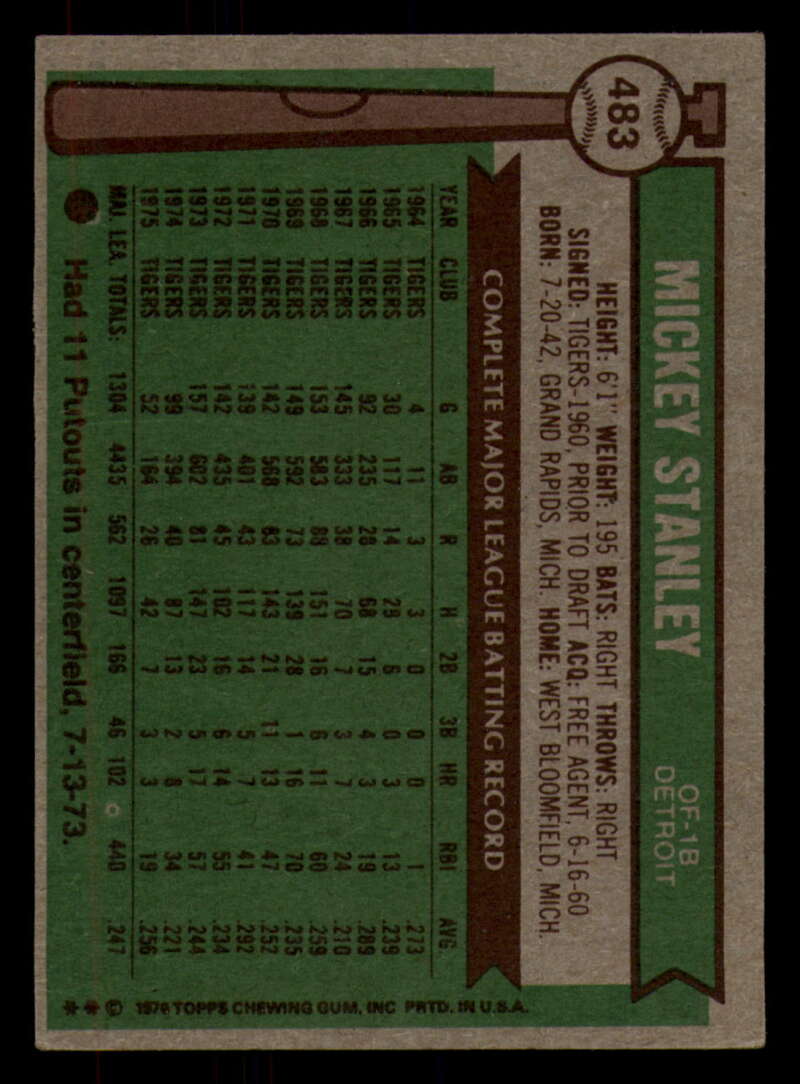 483
MICKEY STANLEY
OF-1B
DETROIT
HEIGHT: 6'1" WEIGHT: 195 BATS: RIGHT THROWS: RIGHT
SIGNED: TIGERS-1960, PRIOR TO DRAFT ACQ: FREE AGENT, 6-16-60
BORN: 7-20-42, GRAND RAPIDS, MICH. HOME: WEST BLOOMFIELD, MICH.
COMPLETE MAJOR LEAGUE BATTING RECORD
YEAR CLUB G AB R H 2B 3B HR RBI AVG.
1964 TIGERS 4 11 3 3 0 0 0 1 .273
1965 TIGERS 30 117 14 28 6 0 3 13 .239
1966 TIGERS 92 235 28 68 15 4 3 19 .289
1967 TIGERS 145 333 38 70 7 3 7 24 .210
1968 TIGERS 153 583 88 151 16 6 11 60 .259
1969 TIGERS 149 592 73 139 28 1 16 70 .235
1970 TIGERS 142 568 83 143 21 11 13 47 .252
1971 TIGERS 139 401 43 117 14 5 7 41 .292
1972 TIGERS 142 435 45 102 16 6 14 55 .234
1973 TIGERS 157 602 81 147 23 5 17 57 .244
1974 TIGERS 99 394 40 87 13 2 8 34 .221
1975 TIGERS 52 164 26 42 7 3 3 19 .256
MAJ. LEA. TOTALS: 1304 4435 562 1097 166 46 102 440 .247
Had 11 Putouts in centerfield, 7-13-73.
** © 1976 TOPPS CHEWING GUM, INC PRTD. IN U.S.A.